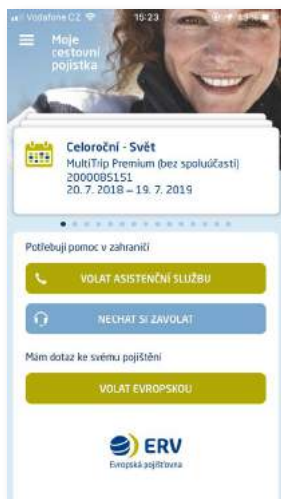 Vodafone CZ
15:23
Moje
cestovní
pojistka
Celoroční - Svět
MultiTrip Premium (bez spoluúčasti)
2000085151
20. 7. 2018 – 19. 7. 2019
Potřebuji pomoc v zahraničí
VOLAT ASISTENČNÍ SLUŽBU
NECHAT SI ZAVOLAT
Mám dotaz ke svému pojištění
VOLAT EVROPSKOU
ERV
Evropská pojišťovna